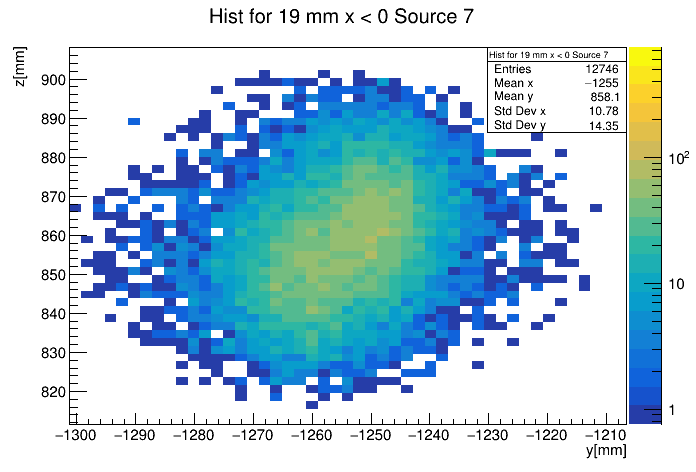 Hist for 19 mm x < 0 Source 7
z[mm]
Hist for 19 mm x < 0 Source 7
Entries 12746
Mean x −1255
Mean y 858.1
Std Dev x 10.78
Std Dev y 14.35
900
890
880
870
860
850
840
830
820
10²
10
1
−1300 −1290 −1280 −1270 −1260 −1250 −1240 −1230 −1220 −1210
y[mm]